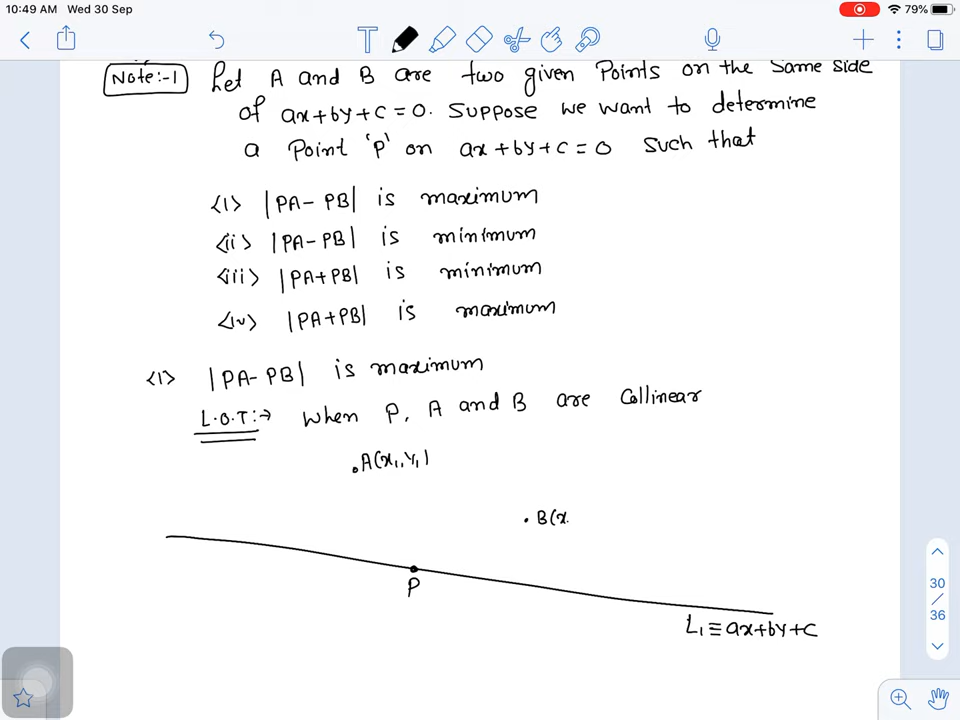 10:49 AM Wed 30 Sep
79%
T
Note:-1 Let A and B are two given Points on the Same side
of ax+by+c=0. Suppose we want to determine
a Point 'P' on ax+by+c=0 such that
<i> |PA-PB| is maximum
<ii> |PA-PB| is minimum
<iii> |PA+PB| is minimum
<iv> |PA+PB| is maximum
<i> |PA-PB| is maximum
L.O.T:→ When P, A and B are Collinear
A(x₁,y₁)
B(x
P
L₁≡ax+by+c
30
/
36